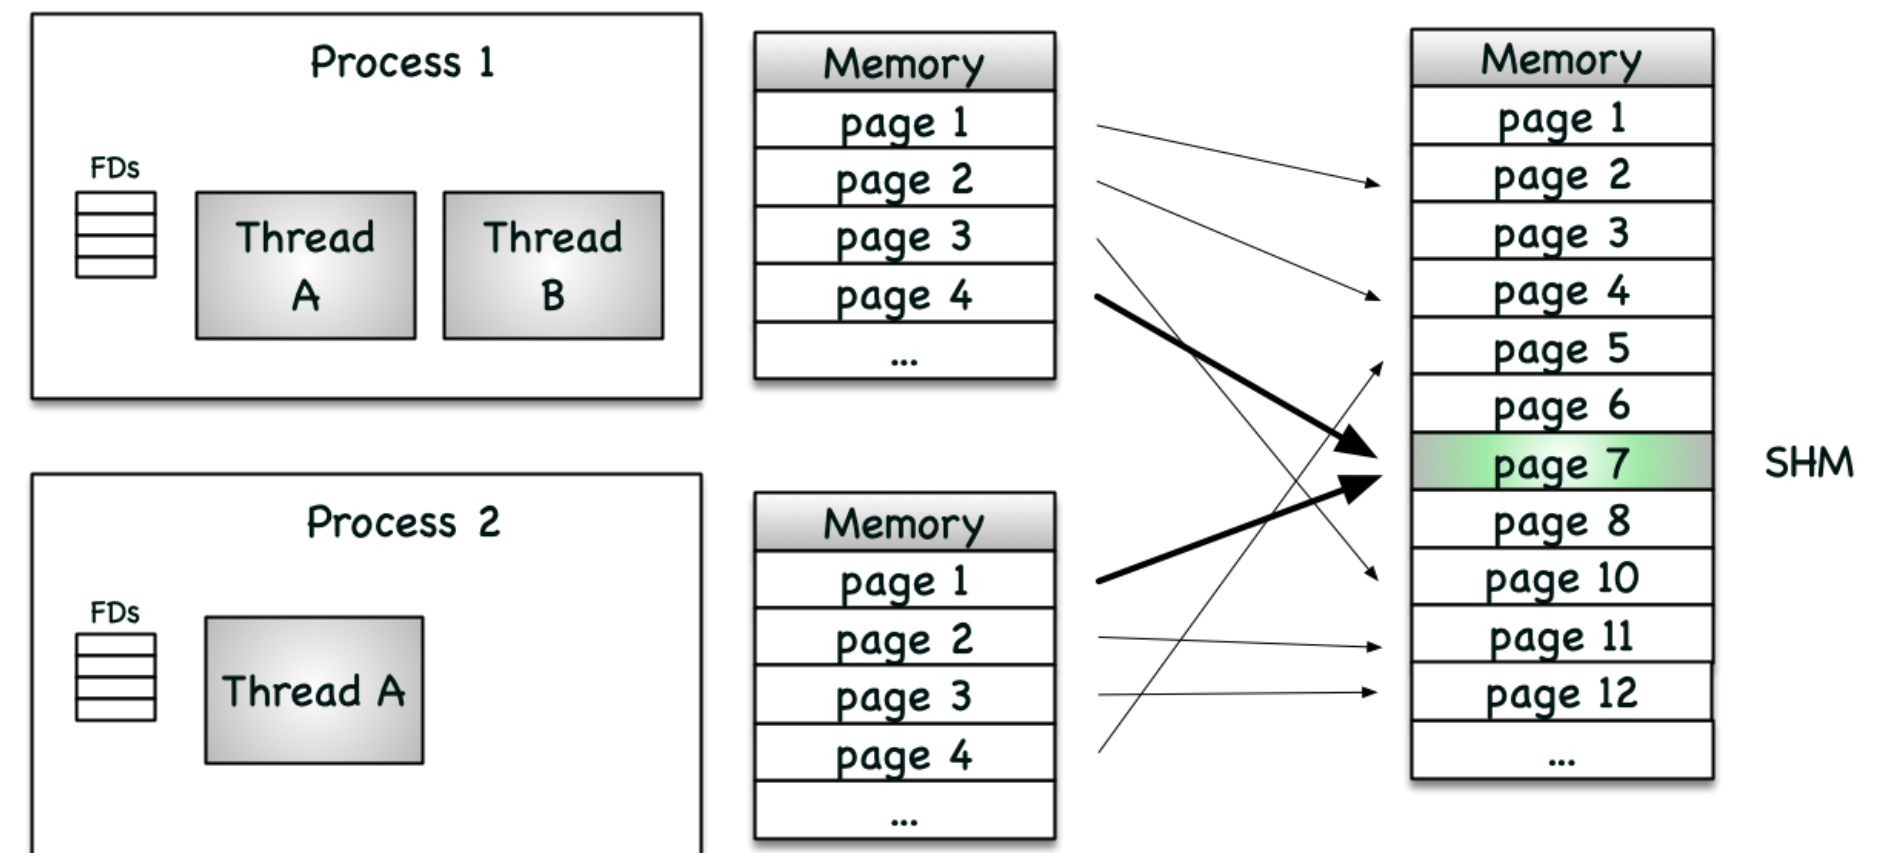 Process 1
FDs
Thread
A
Thread
B
Memory
page 1
page 2
page 3
page 4
...
Process 2
FDs
Thread A
Memory
page 1
page 2
page 3
page 4
...
Memory
page 1
page 2
page 3
page 4
page 5
page 6
page 7
SHM
page 8
page 10
page 11
page 12
...